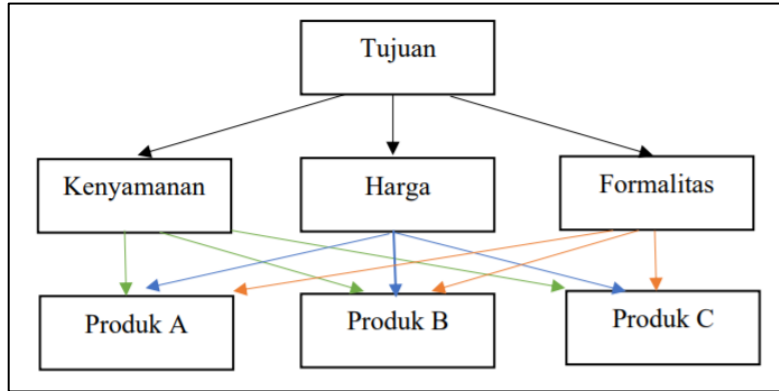 Tujuan
Kenyamanan
Harga
Formalitas
Produk A
Produk B
Produk C